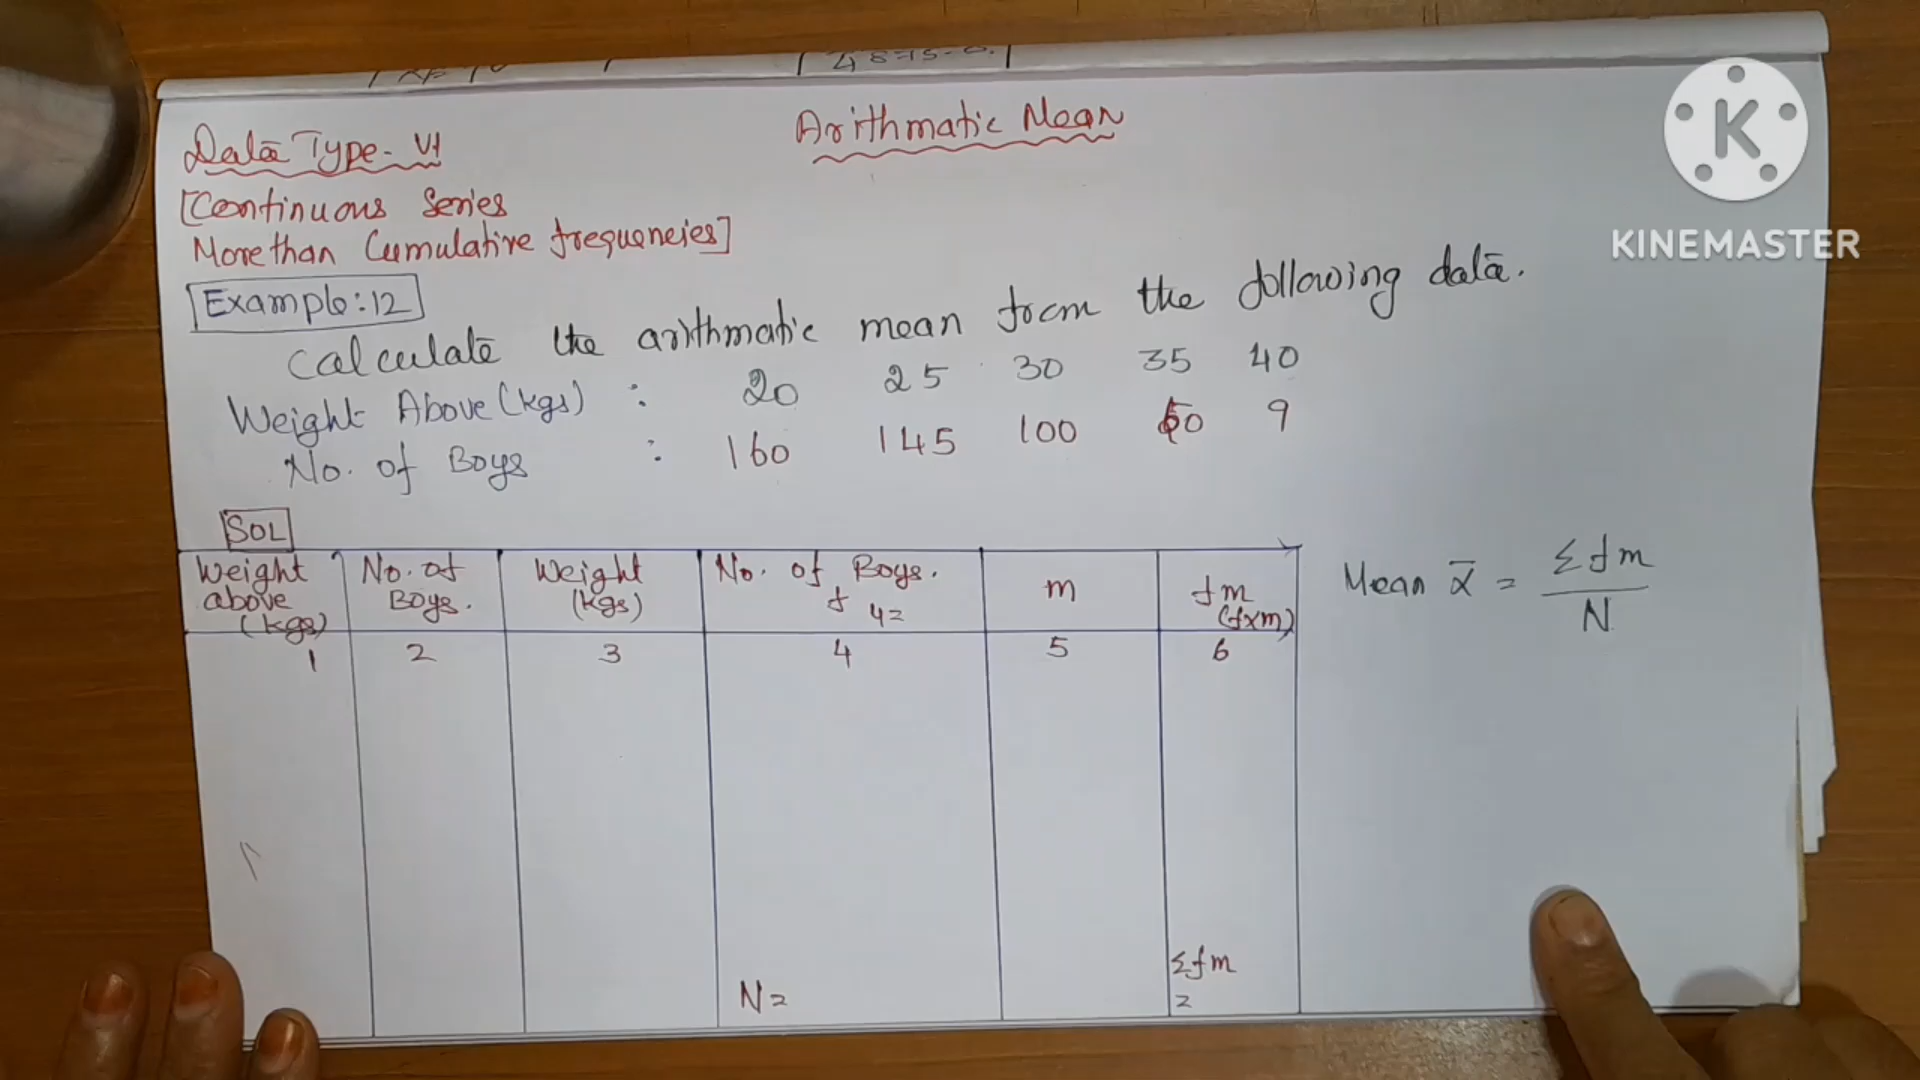 Arithmatic Mean
Data Type - VI
[Continuous Series
More than Cumulative frequencies]
Example: 12
Calculate the arithmatic mean from the following data.
Weight Above (kgs) : 20 25 30 35 40
No. of Boys : 160 145 100 50 9
SOL
Weight above (kgs) No. of Boys. Weight (kgs) No. of Boys. f m fm (f×m)
1 2 3 4 5 6
Mean x̄ = Σfm / N
N =
Σfm =
K
KINEMASTER